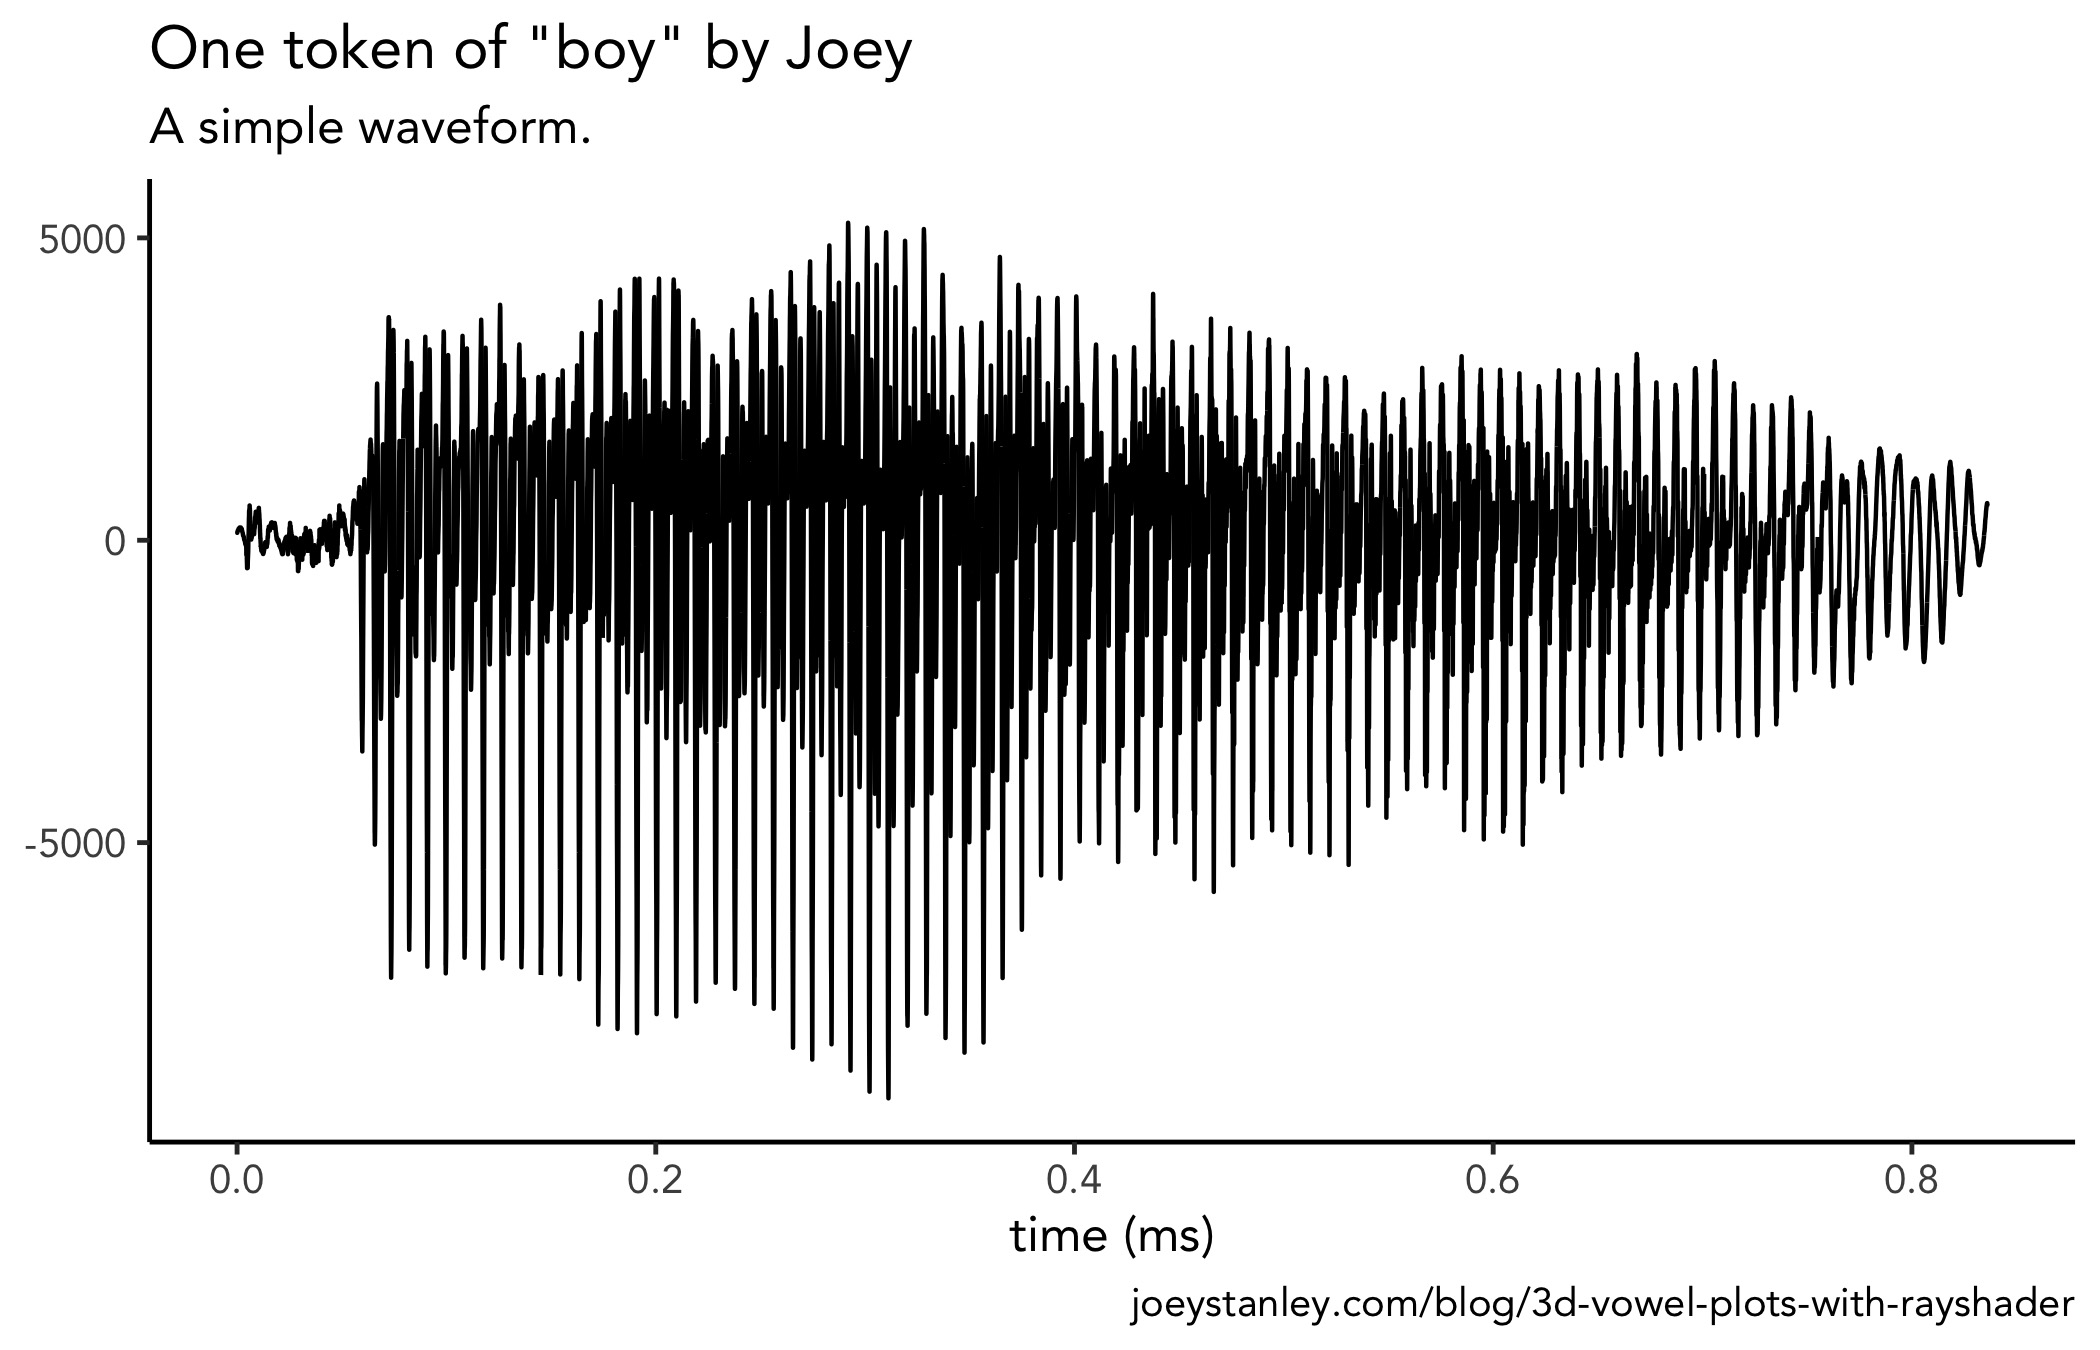 One token of "boy" by Joey
A simple waveform.
5000
0
-5000
0.0 0.2 0.4 0.6 0.8
time (ms)
joeystanley.com/blog/3d-vowel-plots-with-rayshader